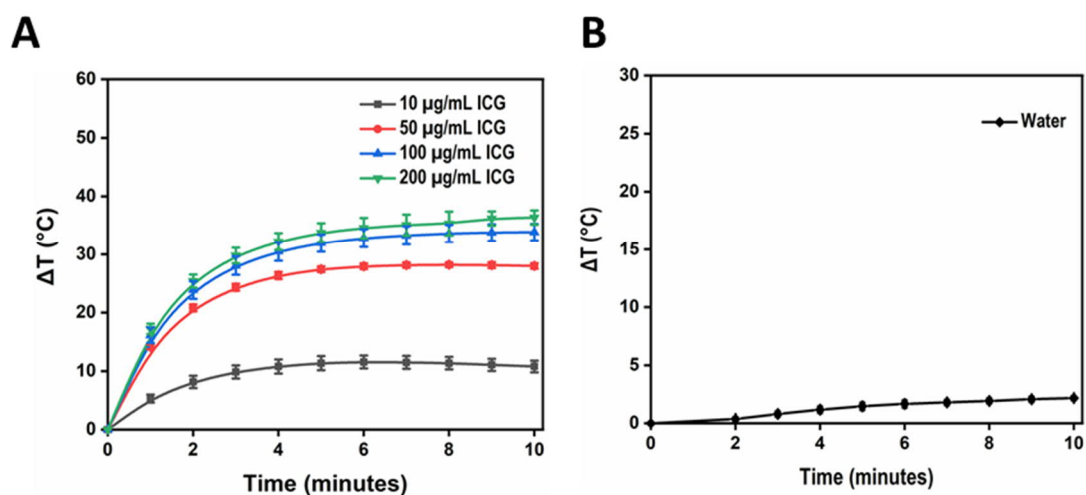 A
B
60
50
40
30
20
10
0
ΔT (°C)
10 µg/mL ICG
50 µg/mL ICG
100 µg/mL ICG
200 µg/mL ICG
0
2
4
6
8
10
Time (minutes)
30
25
20
15
10
5
0
ΔT (°C)
Water
0
2
4
6
8
10
Time (minutes)